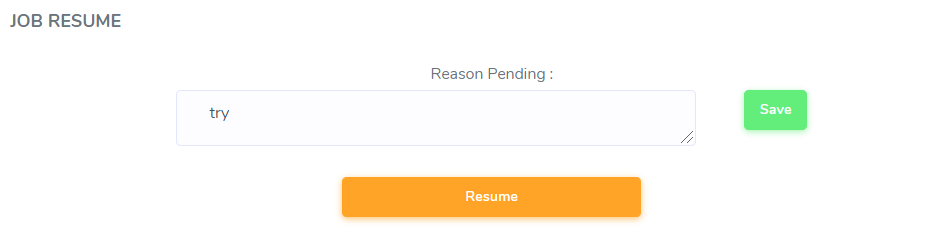 JOB RESUME
Reason Pending :
try
Save
Resume